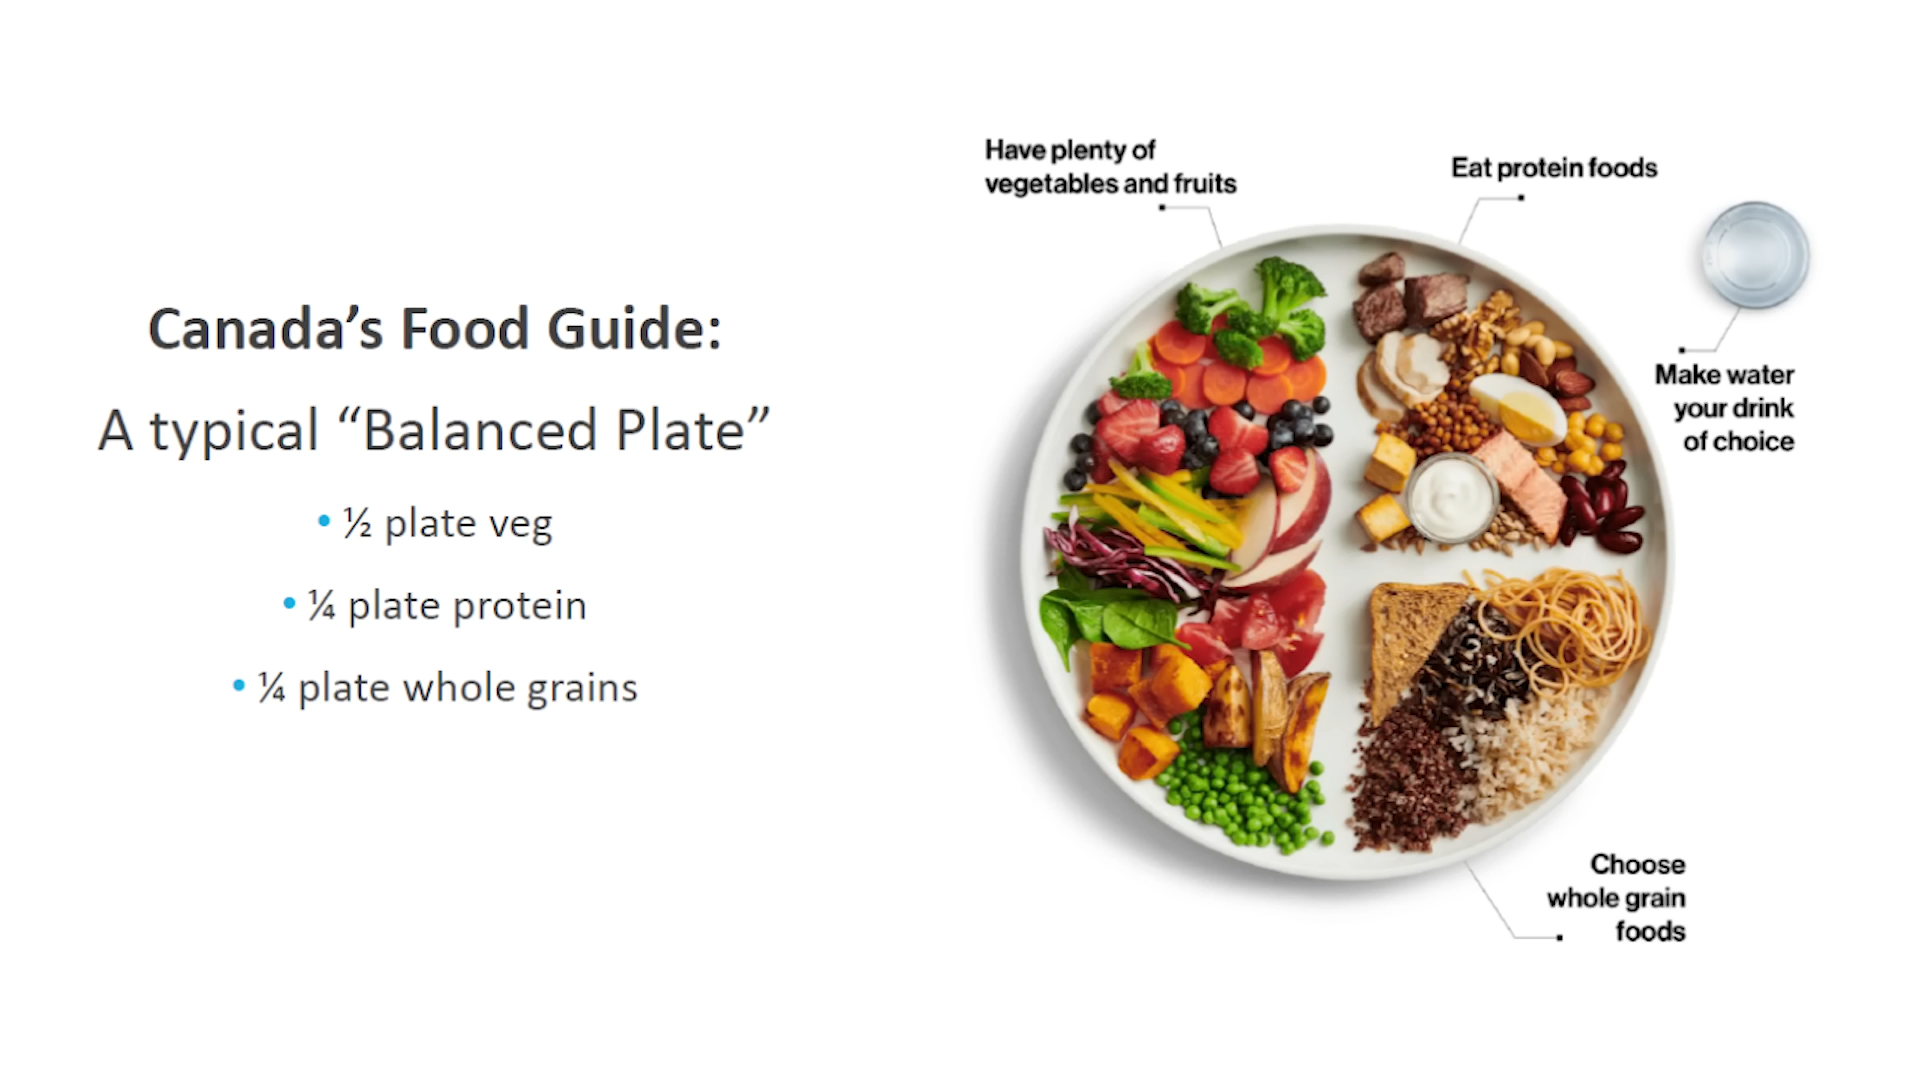 Canada’s Food Guide:
A typical “Balanced Plate”
• ½ plate veg
• ¼ plate protein
• ¼ plate whole grains
Have plenty of
vegetables and fruits
Eat protein foods
Make water
your drink
of choice
Choose
whole grain
foods